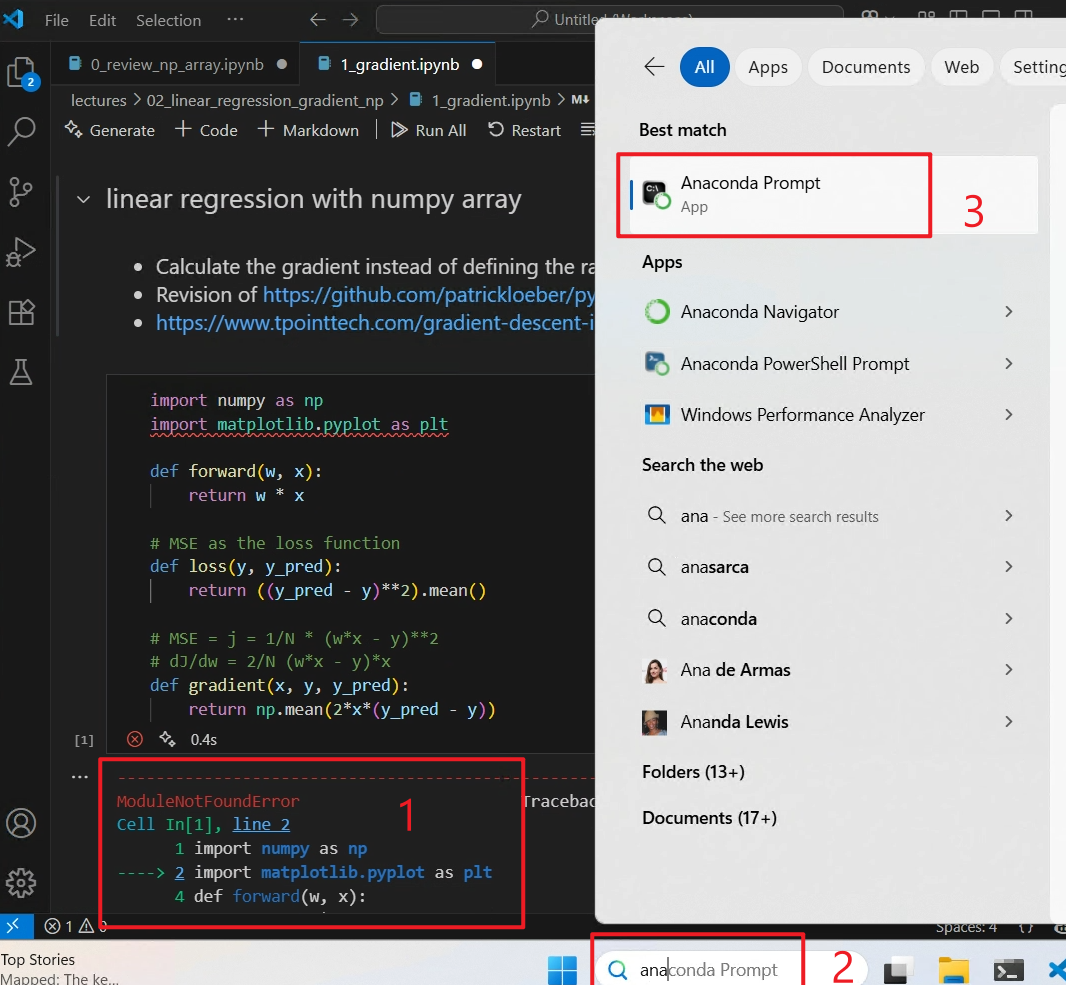 File Edit Selection ···
Untitled (Workspace)
0_review_np_array.ipynb
1_gradient.ipynb
2
lectures > 02_linear_regression_gradient_np > 1_gradient.ipynb > M↓
Generate + Code + Markdown Run All Restart
linear regression with numpy array
• Calculate the gradient instead of defining the ra
• Revision of https://github.com/patrickloeber/py
• https://www.tpointtech.com/gradient-descent-i
import numpy as np
import matplotlib.pyplot as plt
def forward(w, x):
return w * x
# MSE as the loss function
def loss(y, y_pred):
return ((y_pred - y)**2).mean()
# MSE = j = 1/N * (w*x - y)**2
# dJ/dw = 2/N (w*x - y)*x
def gradient(x, y, y_pred):
return np.mean(2*x*(y_pred - y))
[1] 0.4s
---------------------------------------------
ModuleNotFoundError Tracebac
1
Cell In[1], line 2
1 import numpy as np
----> 2 import matplotlib.pyplot as plt
4 def forward(w, x):
1 0
Spaces: 4 {}
All Apps Documents Web Setting
Best match
Anaconda Prompt
App
3
Apps
Anaconda Navigator
Anaconda PowerShell Prompt
Windows Performance Analyzer
Search the web
ana - See more search results
anasarca
anaconda
Ana de Armas
Ananda Lewis
Folders (13+)
Documents (17+)
Top Stories
Mapped: The ke...
anaconda Prompt
2